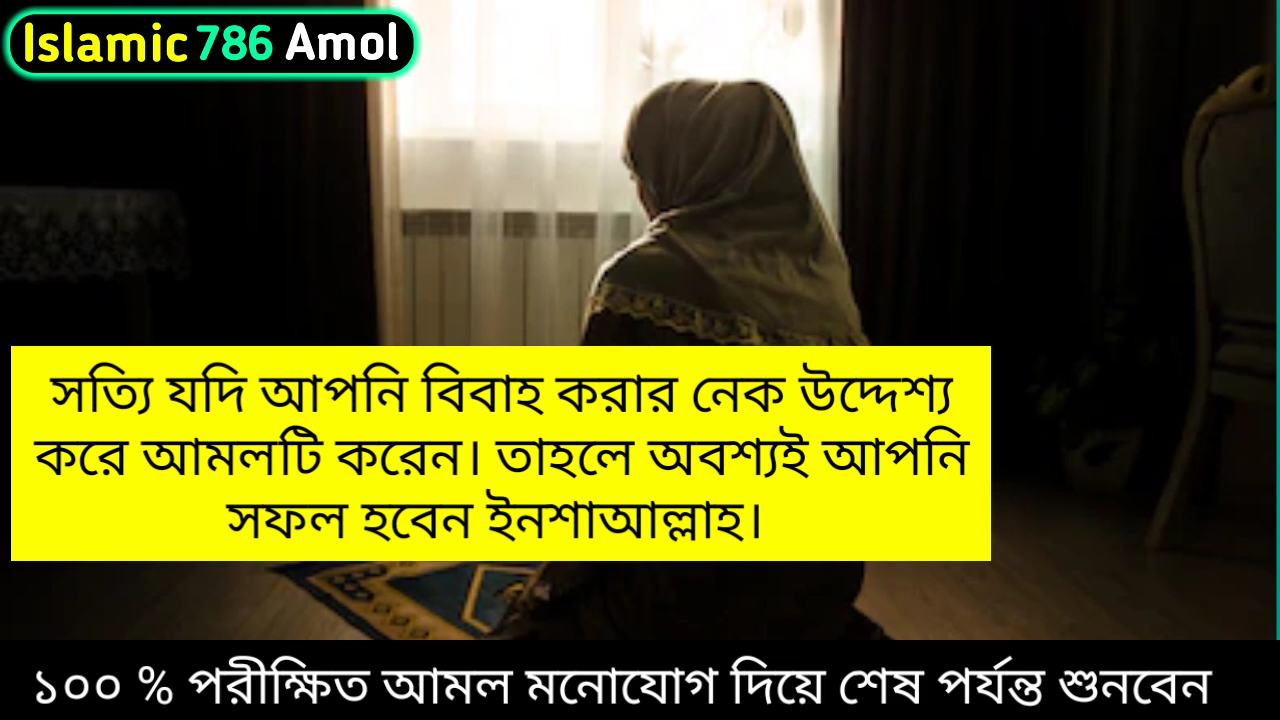 Islamic 786 Amol
সত্যি যদি আপনি বিবাহ করার নেক উদ্দেশ্য
করে আমলটি করেন। তাহলে অবশ্যই আপনি
সফল হবেন ইনশাআল্লাহ।
১০০ % পরীক্ষিত আমল মনোযোগ দিয়ে শেষ পর্যন্ত শুনবেন